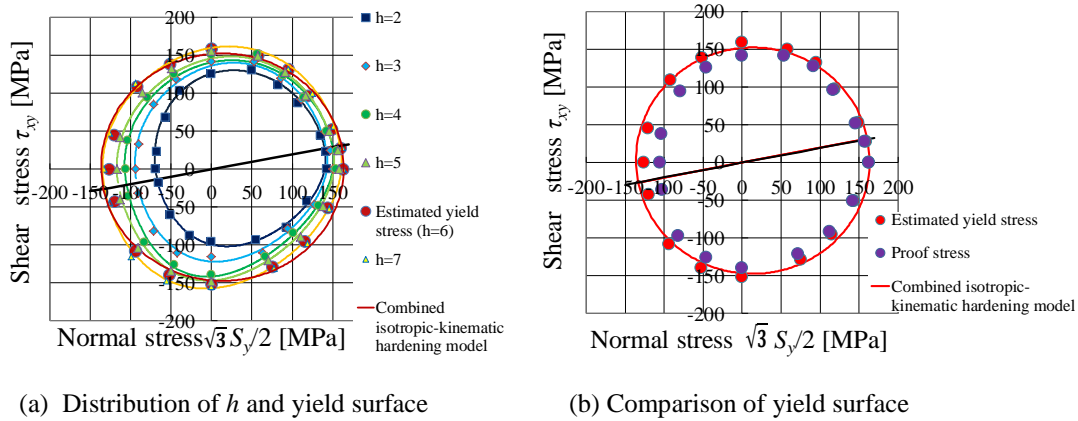 200
150
100
50
0
-50
-100
-150
-200
-200 -150 -100 -50 0 50 100 150
Shear stress τxy [MPa]
Normal stress √3 Sy/2 [MPa]
h=2
h=3
h=4
h=5
Estimated yield
stress (h=6)
h=7
Combined
isotropic-kinematic
hardening model
(a) Distribution of h and yield surface
200
150
100
50
0
-50
-100
-150
-200
-200 -150 -100 -50 0 50 100 150 200
Shear stress τxy [MPa]
Normal stress √3 Sy/2 [MPa]
Estimated yield stress
Proof stress
Combined isotropic-
kinematic hardening model
(b) Comparison of yield surface